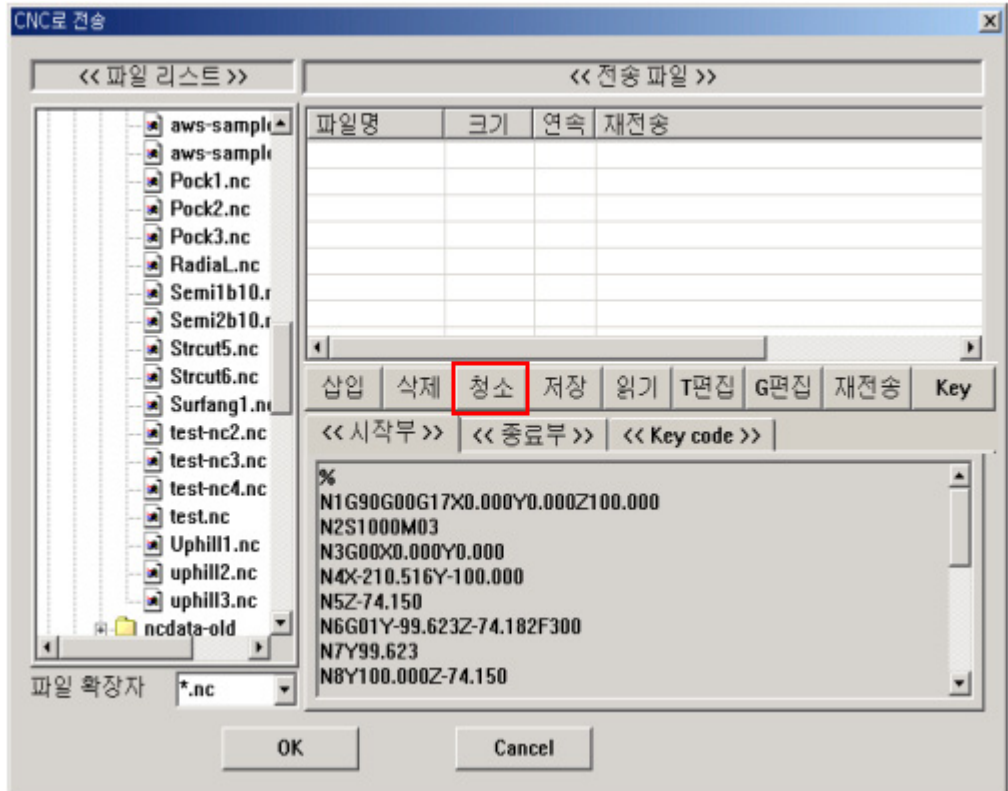 CNC로 전송
<< 파일 리스트 >>
aws-sampl
aws-sampl
Pock1.nc
Pock2.nc
Pock3.nc
RadiaL.nc
Semi1b10.r
Semi2b10.r
Strcut5.nc
Strcut6.nc
Surfang1.n
test-nc2.nc
test-nc3.nc
test-nc4.nc
test.nc
Uphill1.nc
uphill2.nc
uphill3.nc
ncdata-old
파일 확장자 *.nc
<< 전송 파일 >>
파일명 크기 연속 재전송
삽입 삭제 청소 저장 읽기 T편집 G편집 재전송 Key
<< 시작부 >> << 종료부 >> << Key code >>
%
N1G90G00G17X0.000Y0.000Z100.000
N2S1000M03
N3G00X0.000Y0.000
N4X-210.516Y-100.000
N5Z-74.150
N6G01Y-99.623Z-74.182F300
N7Y99.623
N8Y100.000Z-74.150
OK Cancel